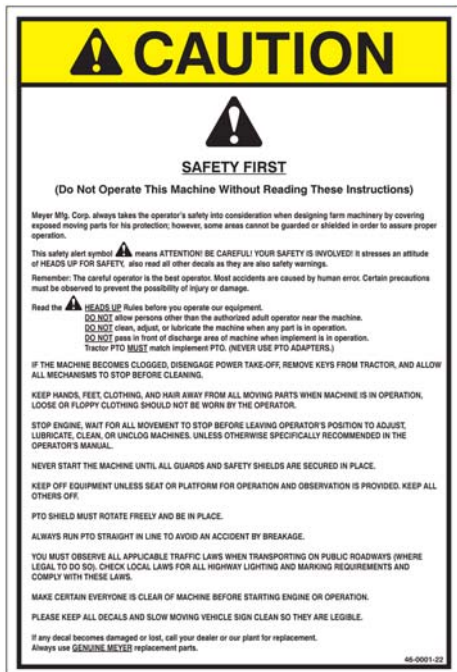 CAUTION
SAFETY FIRST
(Do Not Operate This Machine Without Reading These Instructions)
Meyer Mfg. Corp. always takes the operator's safety into consideration when designing farm machinery by covering
exposed moving parts for his protection; however, some areas cannot be guarded or shielded in order to assure proper
operation.
This safety alert symbol means ATTENTION! BE CAREFUL! YOUR SAFETY IS INVOLVED! It stresses an attitude
of HEADS UP FOR SAFETY, also read all other decals as they are also safety warnings.
Remember: The careful operator is the best operator. Most accidents are caused by human error. Certain precautions
must be observed to prevent the possibility of injury or damage.
Read the HEADS UP Rules before you operate our equipment.
DO NOT allow persons other than the authorized adult operator near the machine.
DO NOT clean, adjust, or lubricate the machine when any part is in operation.
DO NOT pass in front of discharge area of machine when implement is in operation.
Tractor PTO MUST match implement PTO. (NEVER USE PTO ADAPTERS.)
IF THE MACHINE BECOMES CLOGGED, DISENGAGE POWER TAKE-OFF, REMOVE KEYS FROM TRACTOR, AND ALLOW
ALL MECHANISMS TO STOP BEFORE CLEANING.
KEEP HANDS, FEET, CLOTHING, AND HAIR AWAY FROM ALL MOVING PARTS WHEN MACHINE IS IN OPERATION,
LOOSE OR FLOPPY CLOTHING SHOULD NOT BE WORN BY THE OPERATOR.
STOP ENGINE, WAIT FOR ALL MOVEMENT TO STOP BEFORE LEAVING OPERATOR'S POSITION TO ADJUST,
LUBRICATE, CLEAN, OR UNCLOG MACHINES. UNLESS OTHERWISE SPECIFICALLY RECOMMENDED IN THE
OPERATOR'S MANUAL.
NEVER START THE MACHINE UNTIL ALL GUARDS AND SAFETY SHIELDS ARE SECURED IN PLACE.
KEEP OFF EQUIPMENT UNLESS SEAT OR PLATFORM FOR OPERATION AND OBSERVATION IS PROVIDED. KEEP ALL
OTHERS OFF.
PTO SHIELD MUST ROTATE FREELY AND BE IN PLACE.
ALWAYS RUN PTO STRAIGHT IN LINE TO AVOID AN ACCIDENT BY BREAKAGE.
YOU MUST OBSERVE ALL APPLICABLE TRAFFIC LAWS WHEN TRANSPORTING ON PUBLIC ROADWAYS (WHERE
LEGAL TO DO SO). CHECK LOCAL LAWS FOR ALL HIGHWAY LIGHTING AND MARKING REQUIREMENTS AND
COMPLY WITH THESE LAWS.
MAKE CERTAIN EVERYONE IS CLEAR OF MACHINE BEFORE STARTING ENGINE OR OPERATION.
PLEASE KEEP ALL DECALS AND SLOW MOVING VEHICLE SIGN CLEAN SO THEY ARE LEGIBLE.
If any decal becomes damaged or lost, call your dealer or our plant for replacement.
Always use GENUINE MEYER replacement parts.
46-0001-22